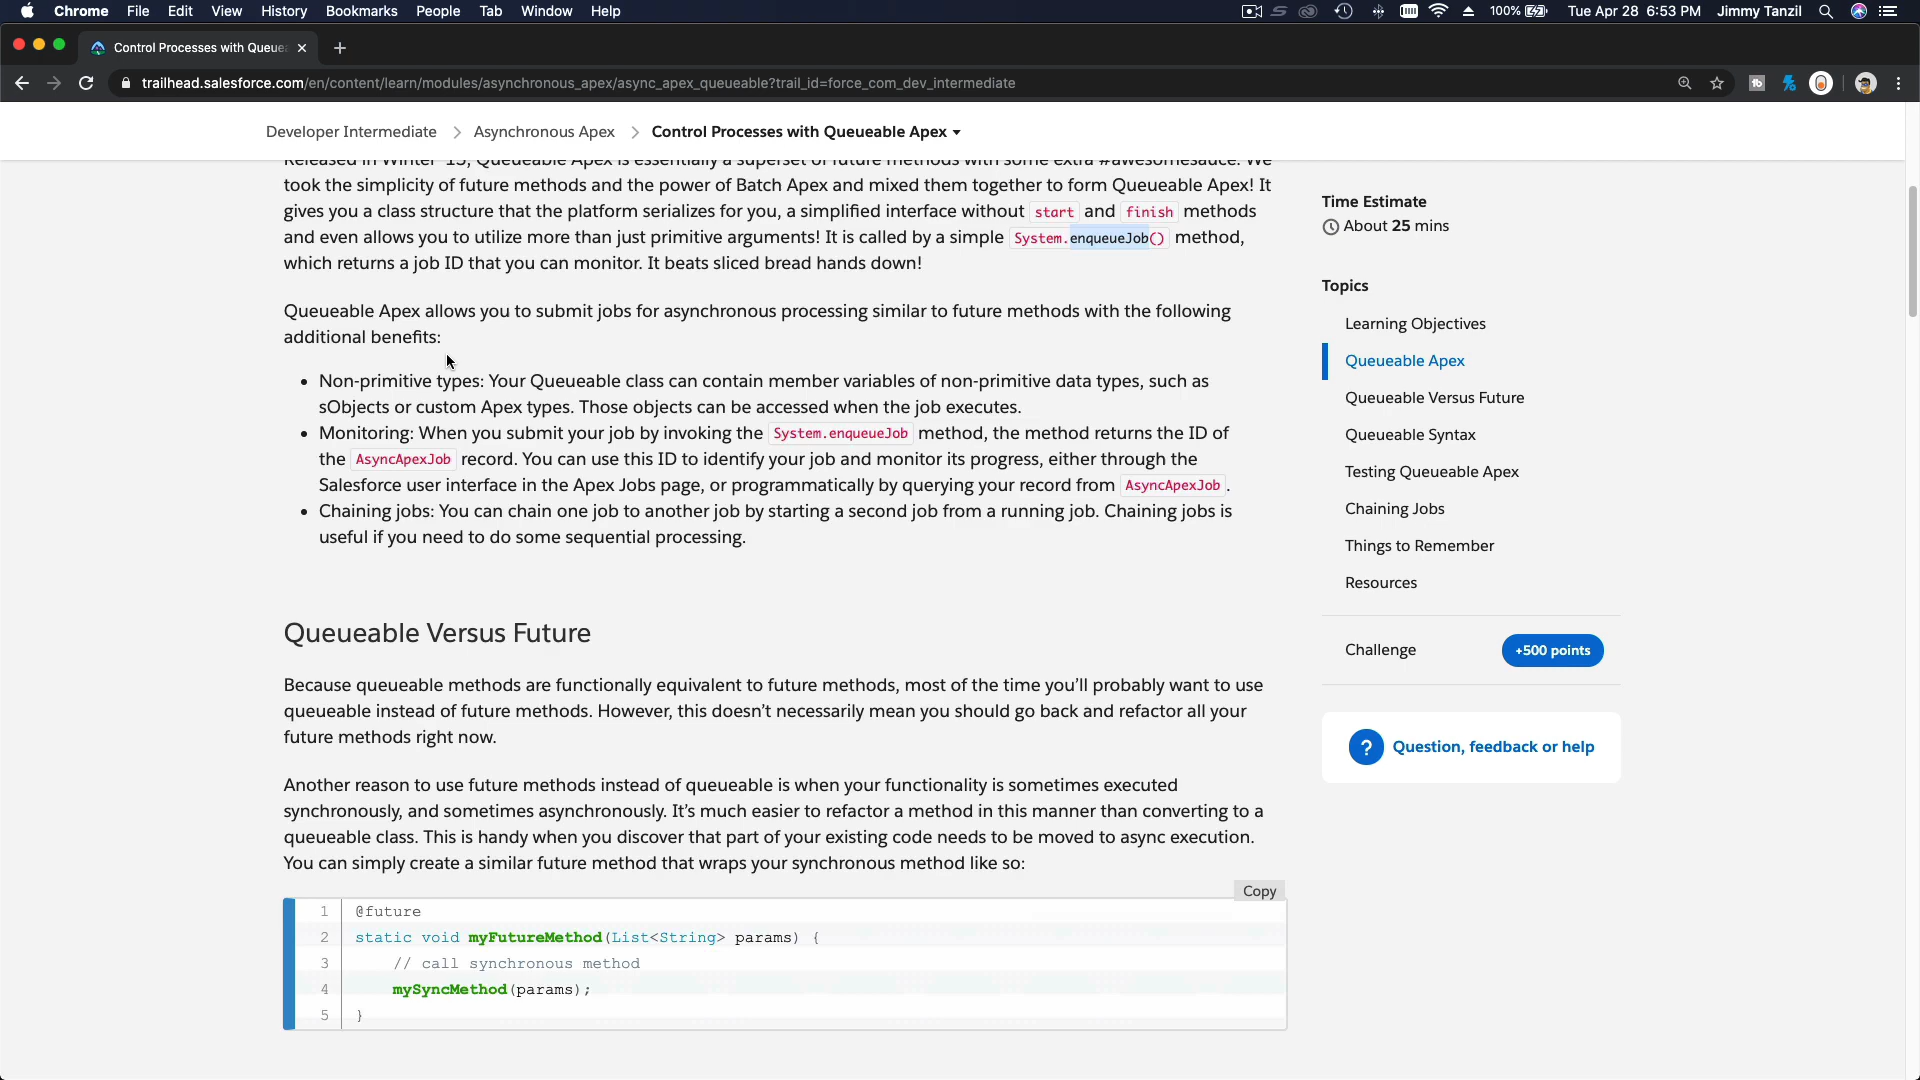 Chrome File Edit View History Bookmarks People Tab Window Help
100% Tue Apr 28 6:53 PM Jimmy Tanzil
Control Processes with Queue
trailhead.salesforce.com/en/content/learn/modules/asynchronous_apex/async_apex_queueable?trail_id=force_com_dev_intermediate
Developer Intermediate > Asynchronous Apex > Control Processes with Queueable Apex
Released in Winter '15, Queueable Apex is essentially a superset of future methods with some extra #awesomesauce. We
took the simplicity of future methods and the power of Batch Apex and mixed them together to form Queueable Apex! It
gives you a class structure that the platform serializes for you, a simplified interface without start and finish methods
and even allows you to utilize more than just primitive arguments! It is called by a simple System.enqueueJob() method,
which returns a job ID that you can monitor. It beats sliced bread hands down!
Queueable Apex allows you to submit jobs for asynchronous processing similar to future methods with the following
additional benefits:
• Non-primitive types: Your Queueable class can contain member variables of non-primitive data types, such as
sObjects or custom Apex types. Those objects can be accessed when the job executes.
• Monitoring: When you submit your job by invoking the System.enqueueJob method, the method returns the ID of
the AsyncApexJob record. You can use this ID to identify your job and monitor its progress, either through the
Salesforce user interface in the Apex Jobs page, or programmatically by querying your record from AsyncApexJob.
• Chaining jobs: You can chain one job to another job by starting a second job from a running job. Chaining jobs is
useful if you need to do some sequential processing.
Queueable Versus Future
Because queueable methods are functionally equivalent to future methods, most of the time you’ll probably want to use
queueable instead of future methods. However, this doesn’t necessarily mean you should go back and refactor all your
future methods right now.
Another reason to use future methods instead of queueable is when your functionality is sometimes executed
synchronously, and sometimes asynchronously. It’s much easier to refactor a method in this manner than converting to a
queueable class. This is handy when you discover that part of your existing code needs to be moved to async execution.
You can simply create a similar future method that wraps your synchronous method like so:
Copy
1 @future
2 static void myFutureMethod(List<String> params) {
3 // call synchronous method
4 mySyncMethod(params);
5 }
Time Estimate
About 25 mins
Topics
Learning Objectives
Queueable Apex
Queueable Versus Future
Queueable Syntax
Testing Queueable Apex
Chaining Jobs
Things to Remember
Resources
Challenge +500 points
? Question, feedback or help